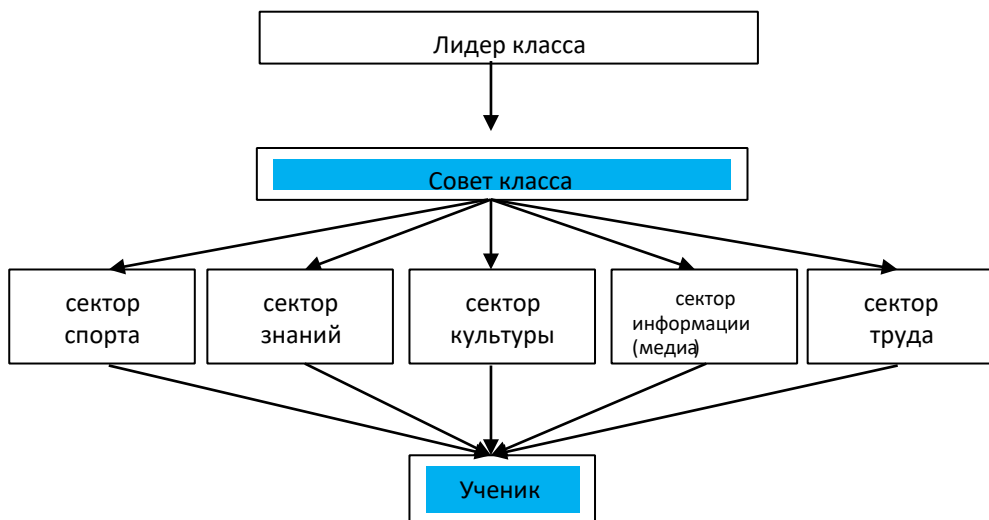 Лидер класса
Совет класса
сектор
спорта
сектор
знаний
сектор
культуры
сектор
информации
(медиа)
сектор
труда
Ученик